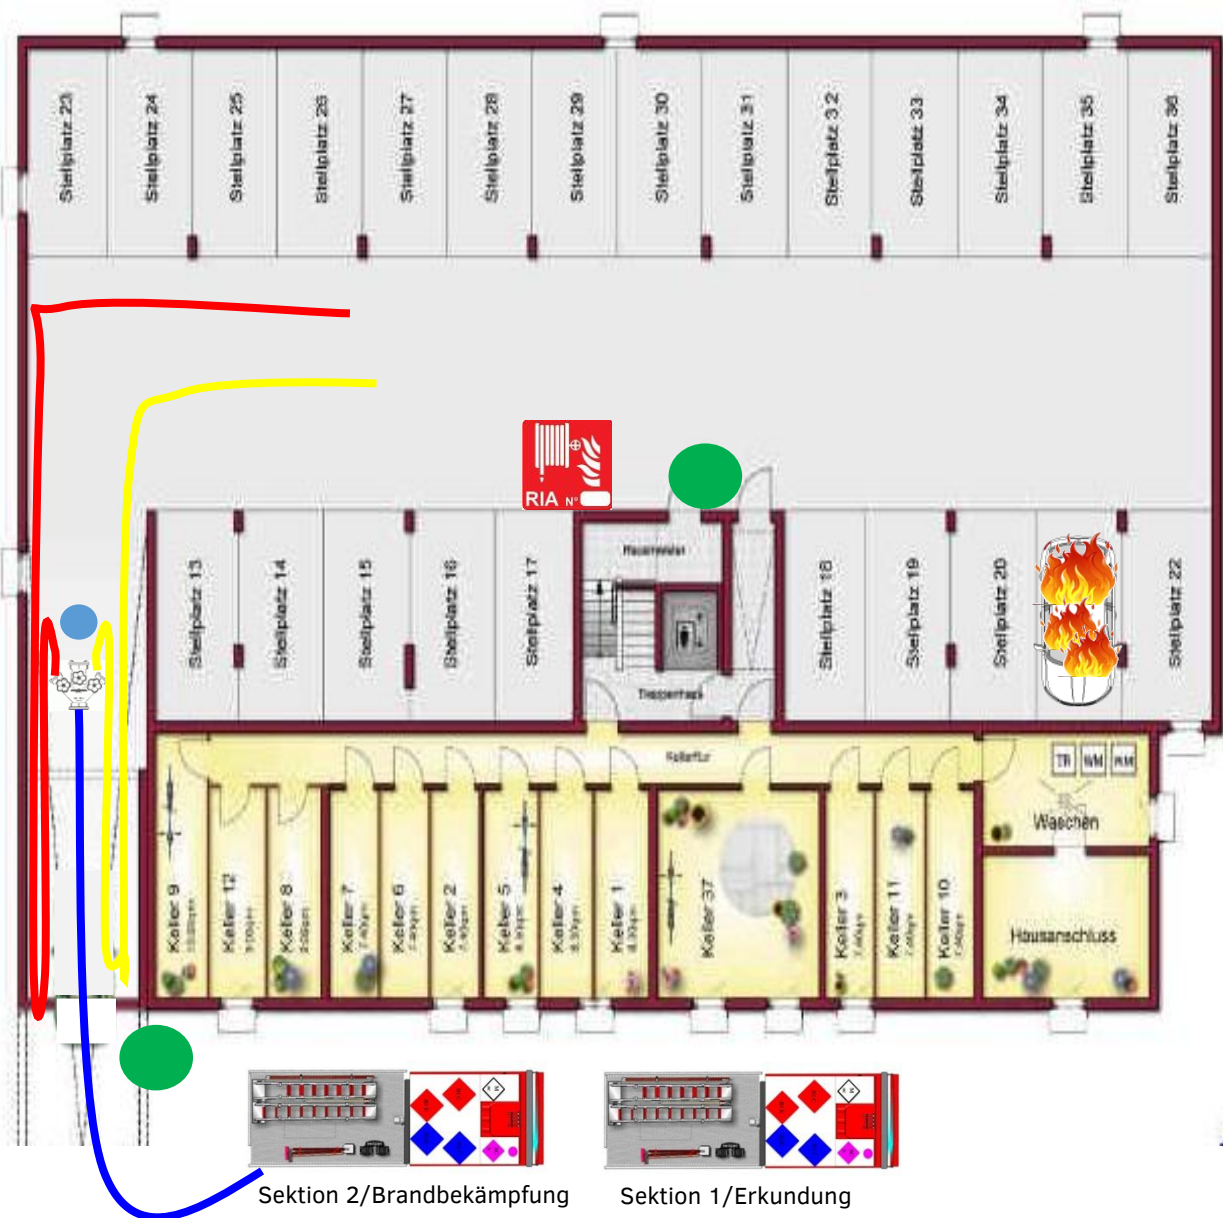 Stellplatz 23
Stellplatz 24
Stellplatz 25
Stellplatz 26
Stellplatz 27
Stellplatz 28
Stellplatz 29
Stellplatz 30
Stellplatz 31
Stellplatz 32
Stellplatz 33
Stellplatz 34
Stellplatz 35
Stellplatz 36
RIA N°
Stellplatz 13
Stellplatz 14
Stellplatz 15
Stellplatz 16
Stellplatz 17
Treppenhaus
Stellplatz 18
Stellplatz 19
Stellplatz 20
Stellplatz 22
Kellerflur
TR
WM
WM
Waschen
Keller 9
Keller 12
Keller 8
Keller 7
Keller 6
Keller 2
Keller 5
Keller 4
Keller 1
Keller 37
Keller 3
Keller 11
Keller 10
Hausanschluss
Sektion 2/Brandbekämpfung
Sektion 1/Erkundung